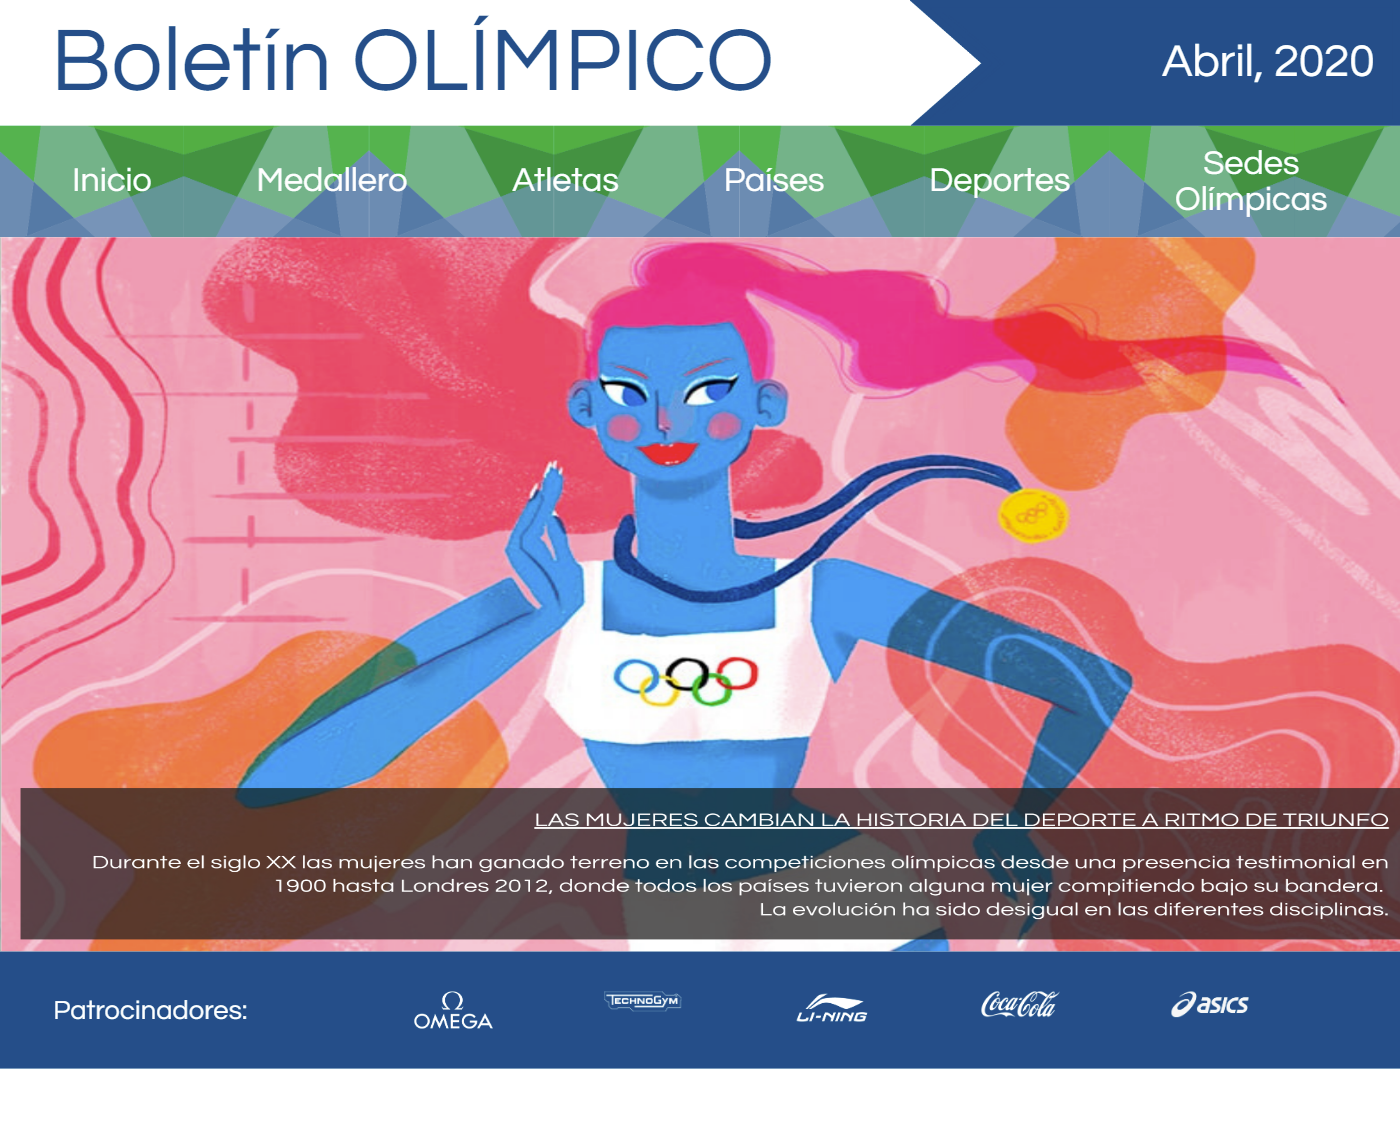 Boletín OLÍMPICO
Abril, 2020
Inicio
Medallero
Atletas
Países
Deportes
Sedes
Olímpicas
LAS MUJERES CAMBIAN LA HISTORIA DEL DEPORTE A RITMO DE TRIUNFO
Durante el siglo XX las mujeres han ganado terreno en las competiciones olímpicas desde una presencia testimonial en
1900 hasta Londres 2012, donde todos los países tuvieron alguna mujer compitiendo bajo su bandera.
La evolución ha sido desigual en las diferentes disciplinas.
Patrocinadores:
Ω
OMEGA
TECHNOGYM
LI-NING
Coca-Cola
asics